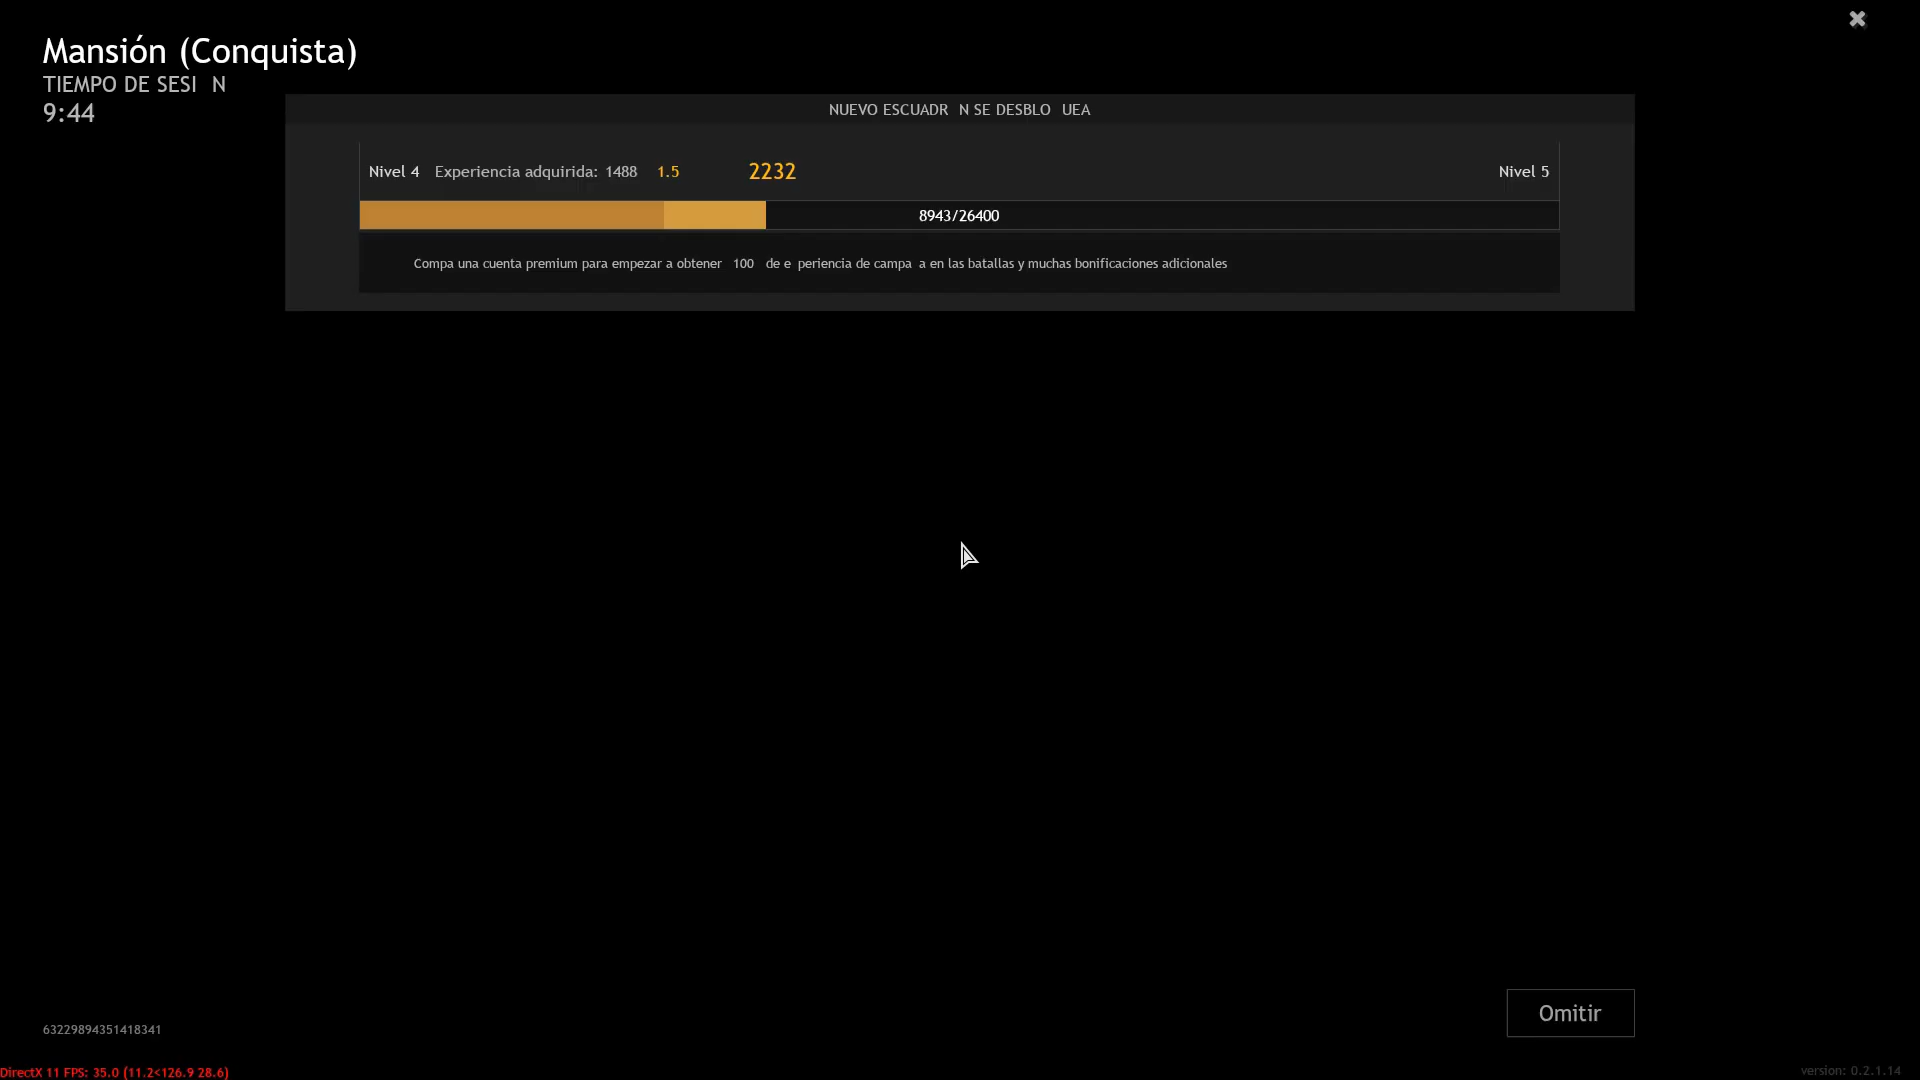 Mansión (Conquista)
TIEMPO DE SESI N
9:44
NUEVO ESCUADR N SE DESBLO UEA
Nivel 4 Experiencia adquirida: 1488 1.5 2232 Nivel 5
8943/26400
Compa una cuenta premium para empezar a obtener 100 de e periencia de campa a en las batallas y muchas bonificaciones adicionales
Omitir
63229894351418341
DirectX 11 FPS: 35.0 (11.2<126.9 28.6)
version: 0.2.1.14